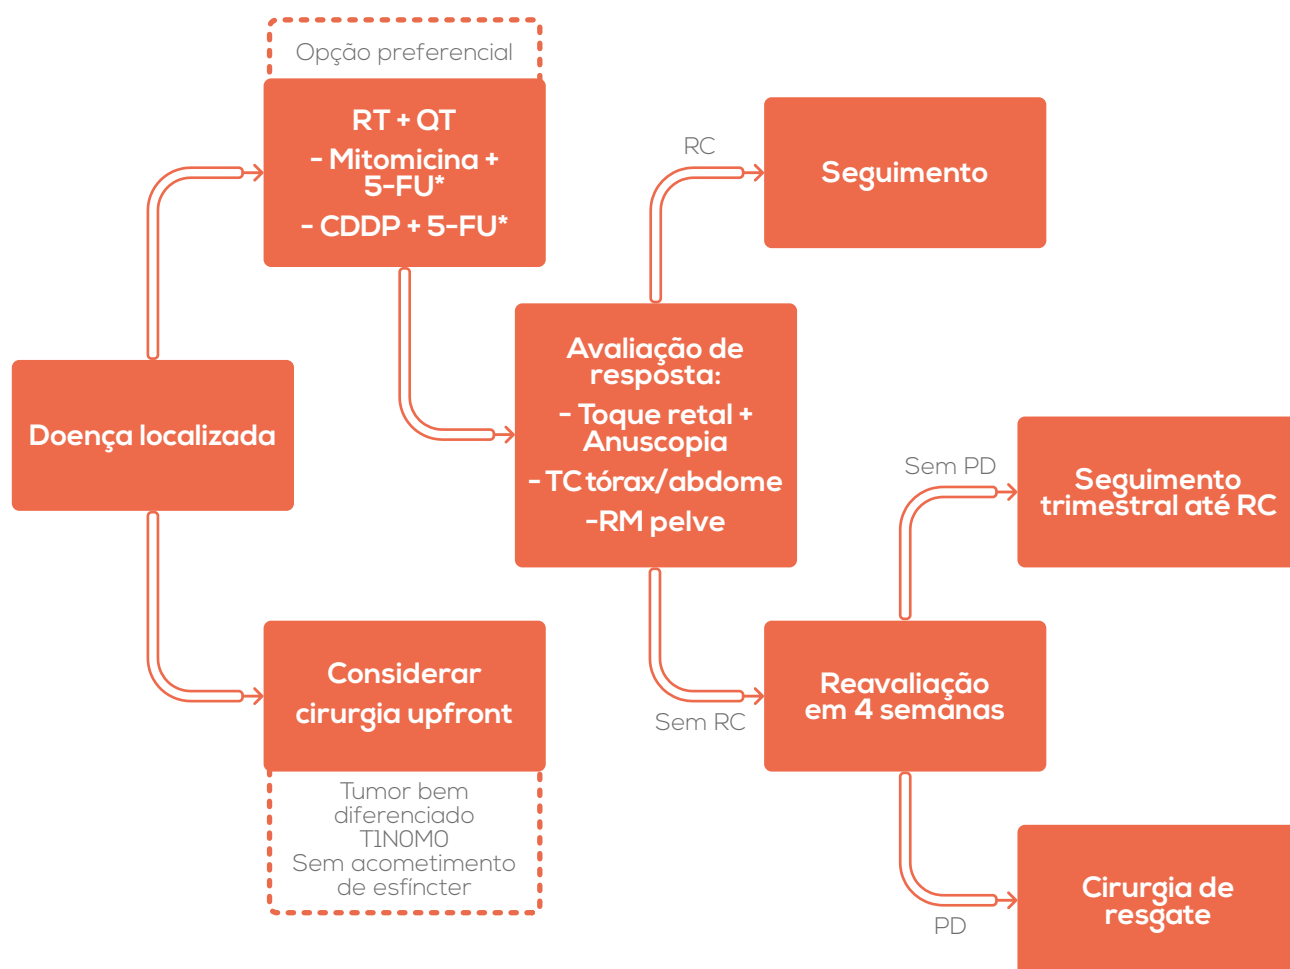 Opção preferencial
RT + QT
- Mitomicina +
5-FU*
- CDDP + 5-FU*
RC
Seguimento
Doença localizada
Avaliação de
resposta:
- Toque retal +
Anuscopia
- TC tórax/abdome
-RM pelve
Sem PD
Seguimento
trimestral até RC
Considerar
cirurgia upfront
Tumor bem
diferenciado
T1N0M0
Sem acometimento
de esfíncter
Sem RC
Reavaliação
em 4 semanas
PD
Cirurgia de
resgate